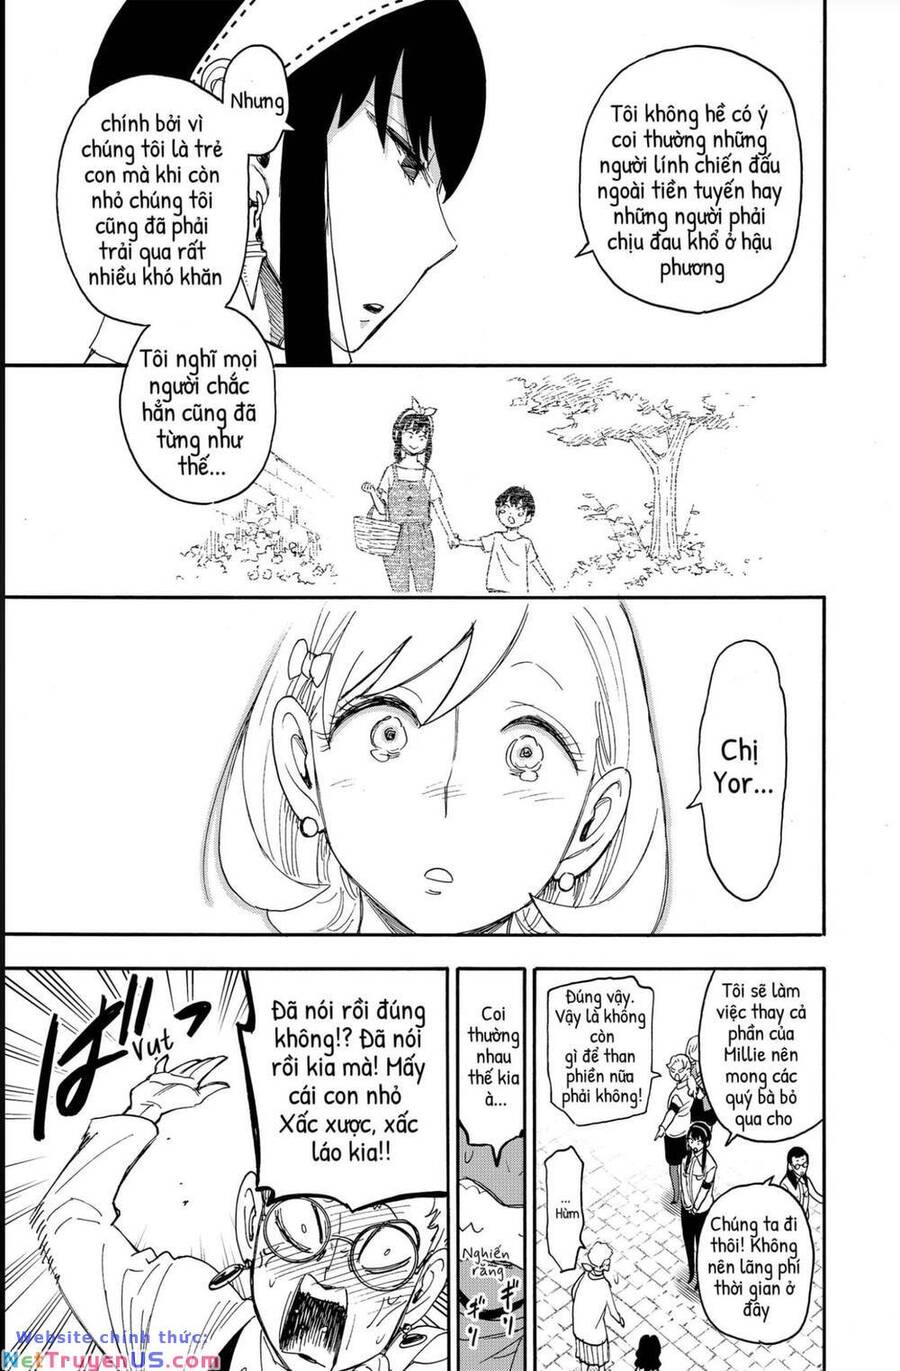 Tôi không hề có ý
coi thường những
người lính chiến đấu
ngoài tiền tuyến hay
những người phải
chịu đau khổ ở hậu
phương
Nhưng
chính bởi vì
chúng tôi là trẻ
con mà khi còn
nhỏ chúng tôi
cũng đã phải
trải qua rất
nhiều khó khăn
Tôi nghĩ mọi
người chắc
hẳn cũng đã
từng như
thế...
Chị
Yor...
Tôi sẽ làm
việc thay cả
phần của
Millie nên
mong các
quý bà bỏ
qua cho
Đúng vậy.
Vậy là không
còn
gì để than
phiền nữa
phải không!
Chúng ta đi
thôi! Không
nên lãng phí
thời gian ở
đây
...
Hừm
Coi
thường
nhau
thế kia
à...
Nghiến
răng
ギリ
Đã nói rồi đúng
không!? Đã nói
rồi kia mà! Mấy
cái con nhỏ
Xấc xược, xấc
láo kia!!
ばっ
Vụt
Website chính thức:
NetTruyenUS.com